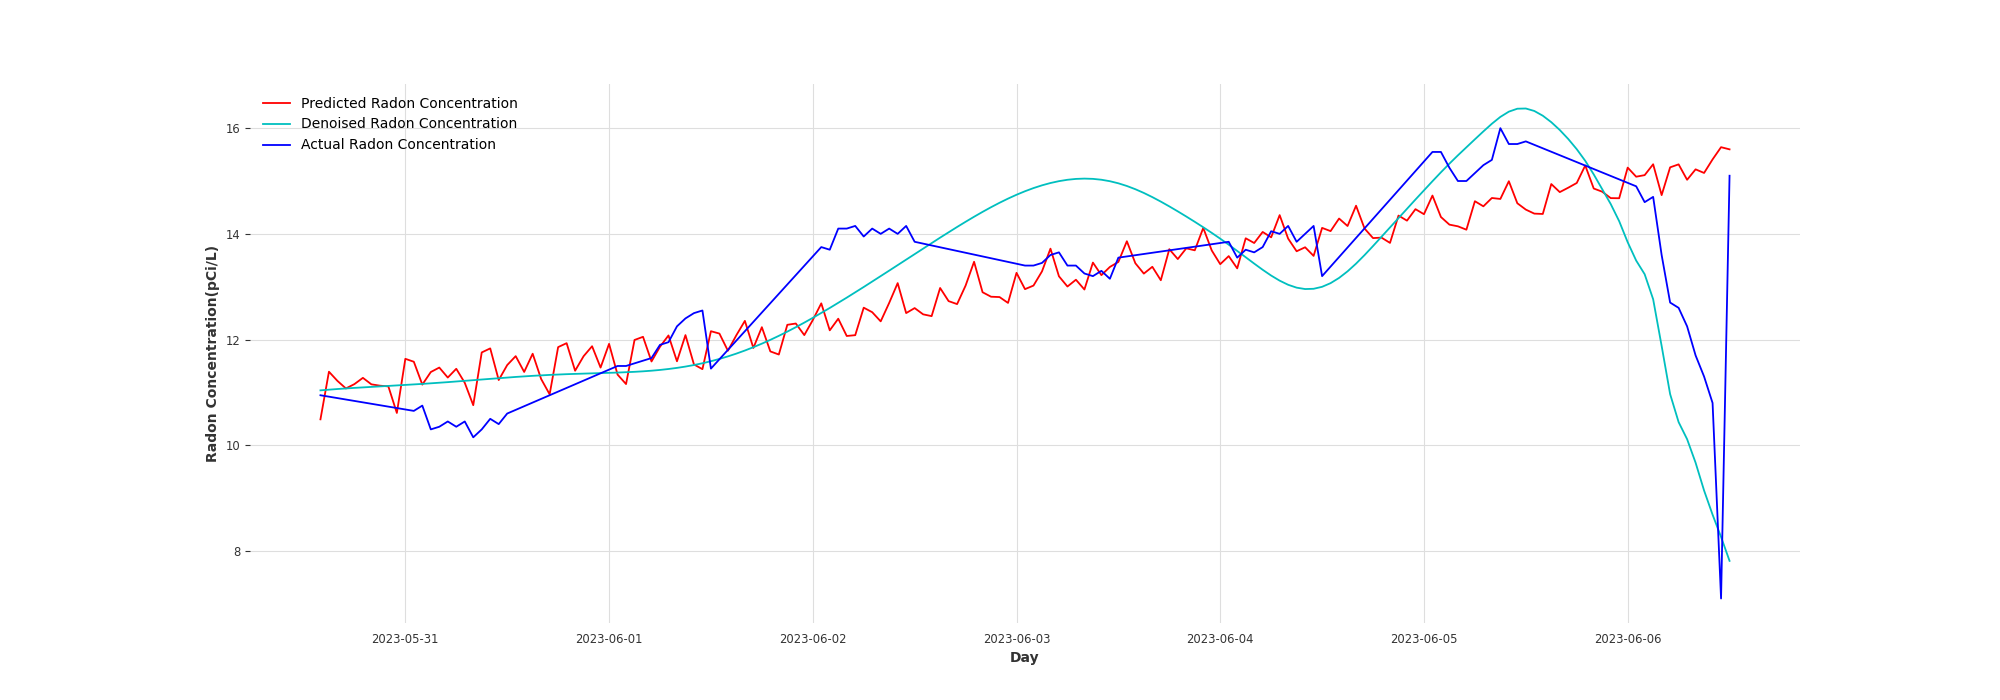 Predicted Radon Concentration
Denoised Radon Concentration
Actual Radon Concentration
Radon Concentration(pCi/L)
16
14
12
10
8
2023-05-31 2023-06-01 2023-06-02 2023-06-03 2023-06-04 2023-06-05 2023-06-06
Day